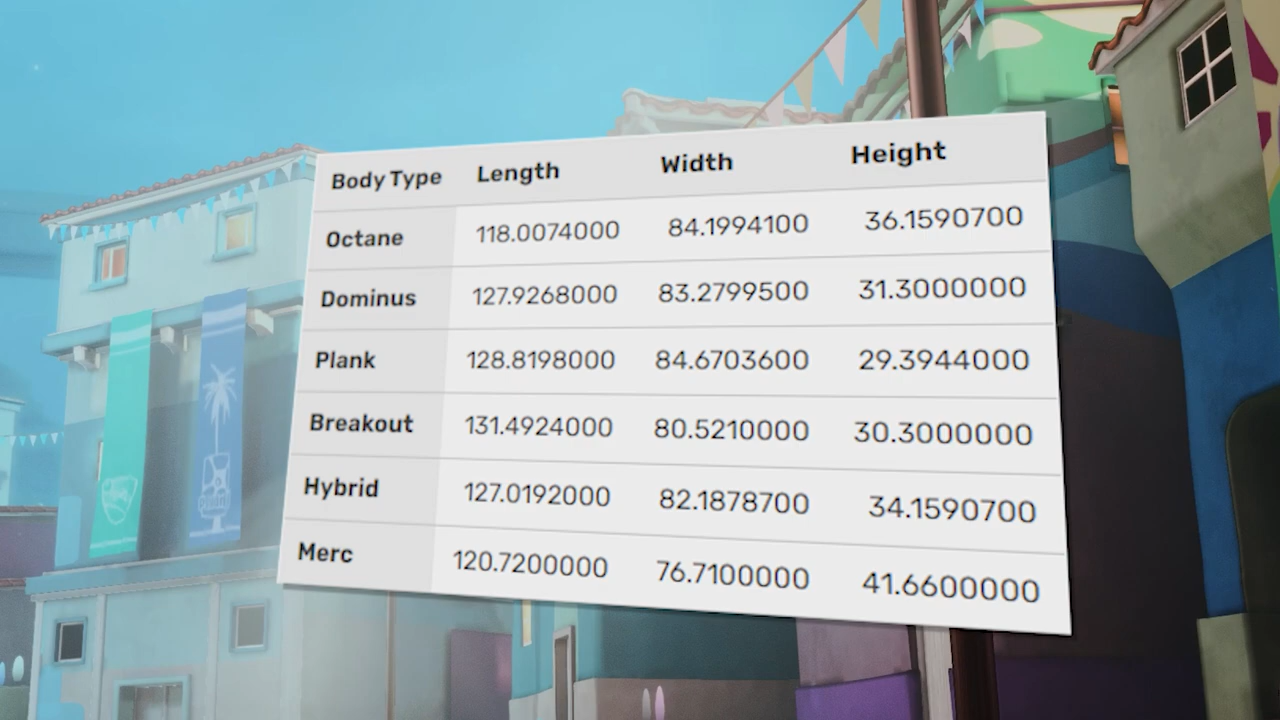 Body Type Length Width Height
Octane 118.0074000 84.1994100 36.1590700
Dominus 127.9268000 83.2799500 31.3000000
Plank 128.8198000 84.6703600 29.3944000
Breakout 131.4924000 80.5210000 30.3000000
Hybrid 127.0192000 82.1878700 34.1590700
Merc 120.7200000 76.7100000 41.6600000